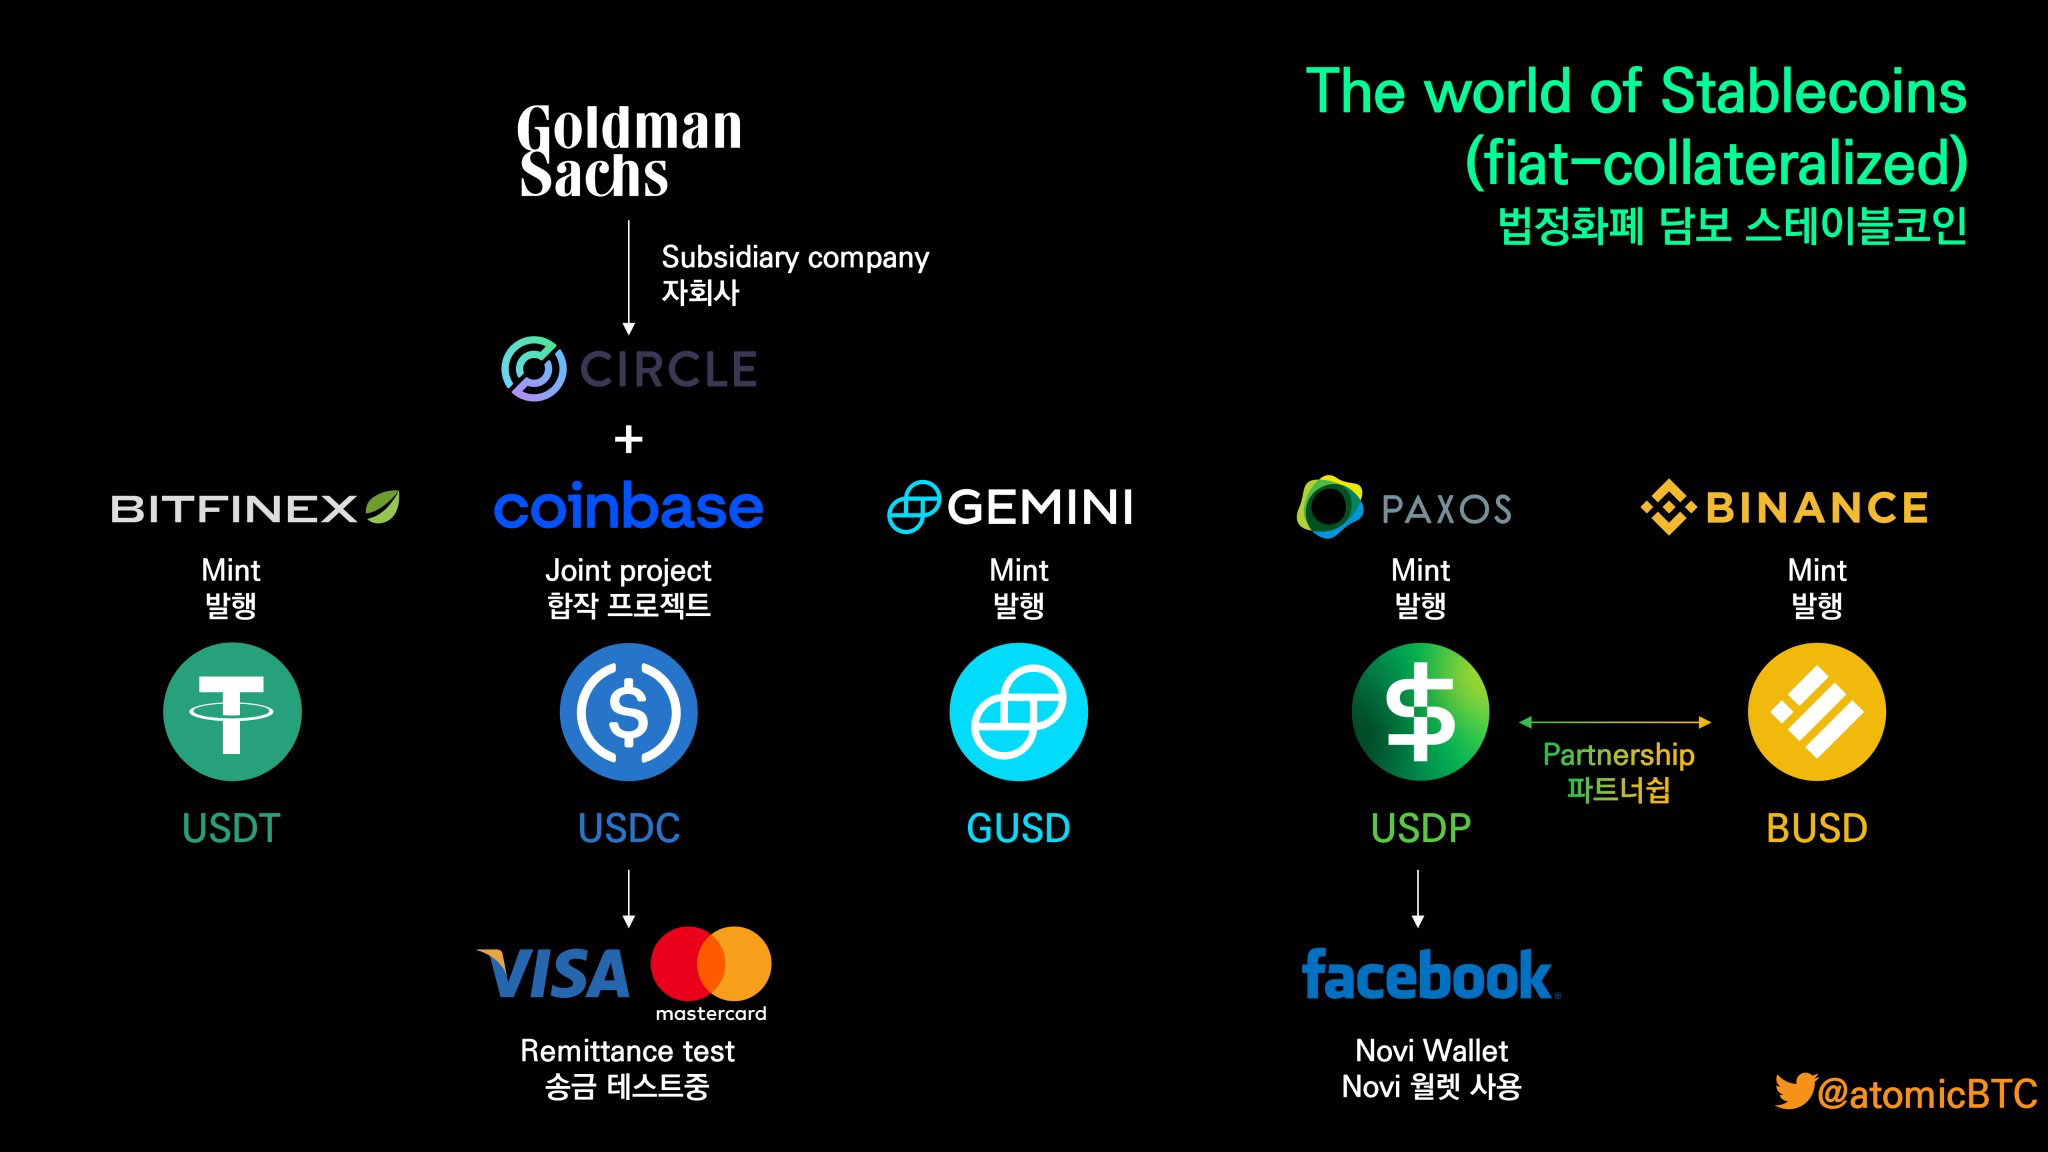 The world of Stablecoins
(fiat-collateralized)
법정화폐 담보 스테이블코인
Goldman
Sachs
Subsidiary company
자회사
CIRCLE
+
BITFINEX
Mint
발행
USDT
coinbase
Joint project
합작 프로젝트
USDC
VISA
mastercard
Remittance test
송금 테스트중
GEMINI
Mint
발행
GUSD
PAXOS
Mint
발행
USDP
facebook®
Novi Wallet
Novi 월렛 사용
Partnership
파트너쉽
BINANCE
Mint
발행
BUSD
@atomicBTC